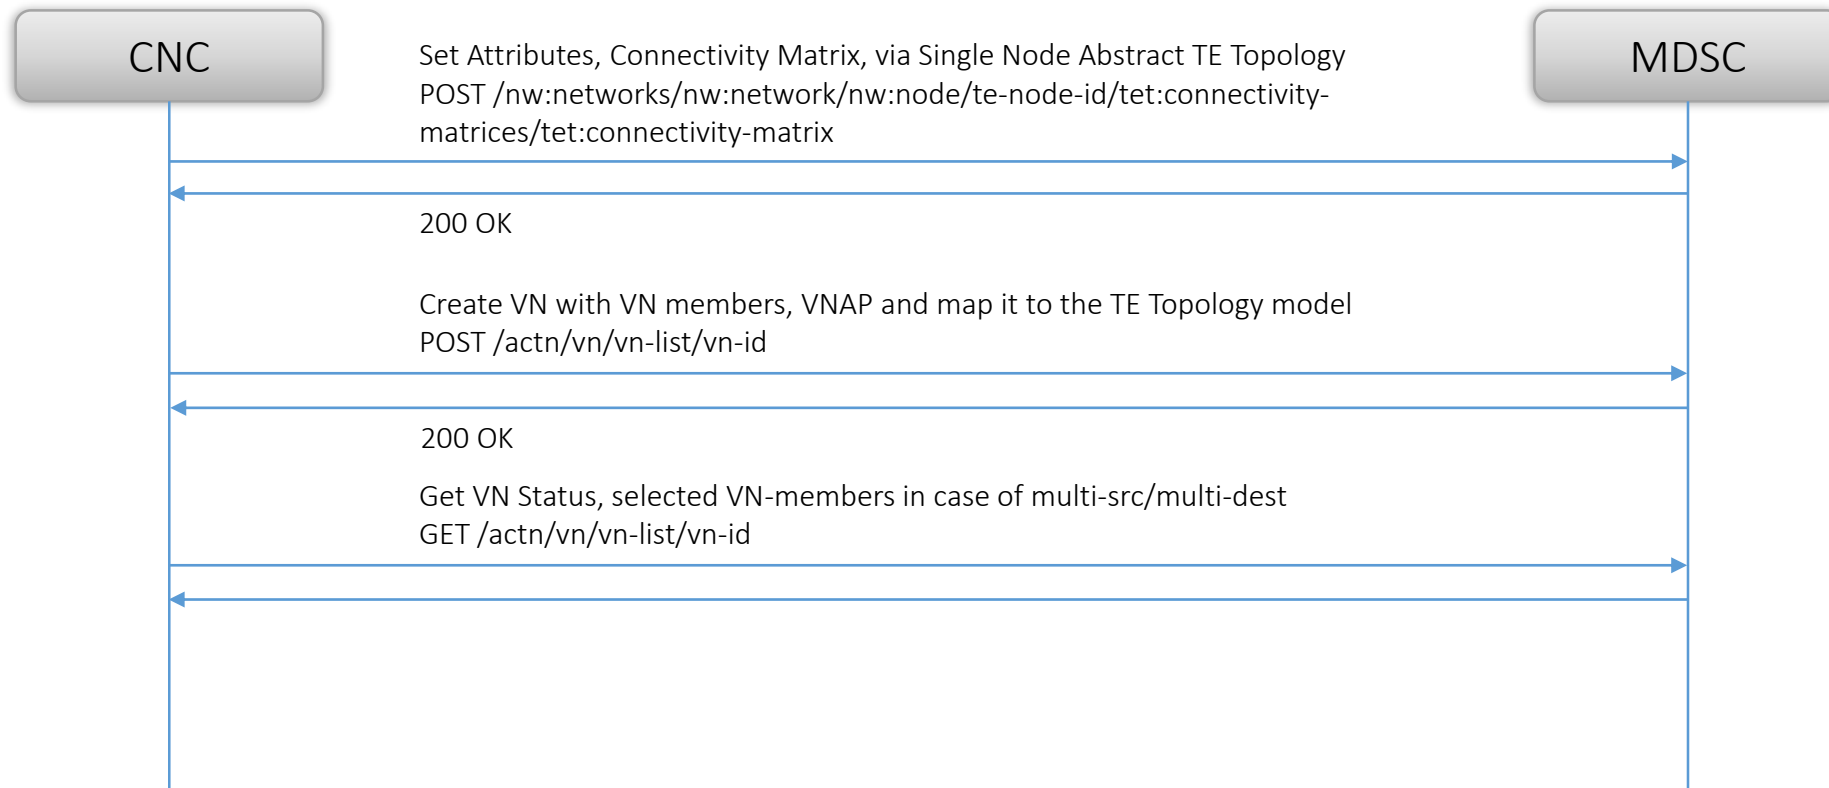 CNC
MDSC
Set Attributes, Connectivity Matrix, via Single Node Abstract TE Topology
POST /nw:networks/nw:network/nw:node/te-node-id/tet:connectivity-
matrices/tet:connectivity-matrix
200 OK
Create VN with VN members, VNAP and map it to the TE Topology model
POST /actn/vn/vn-list/vn-id
200 OK
Get VN Status, selected VN-members in case of multi-src/multi-dest
GET /actn/vn/vn-list/vn-id